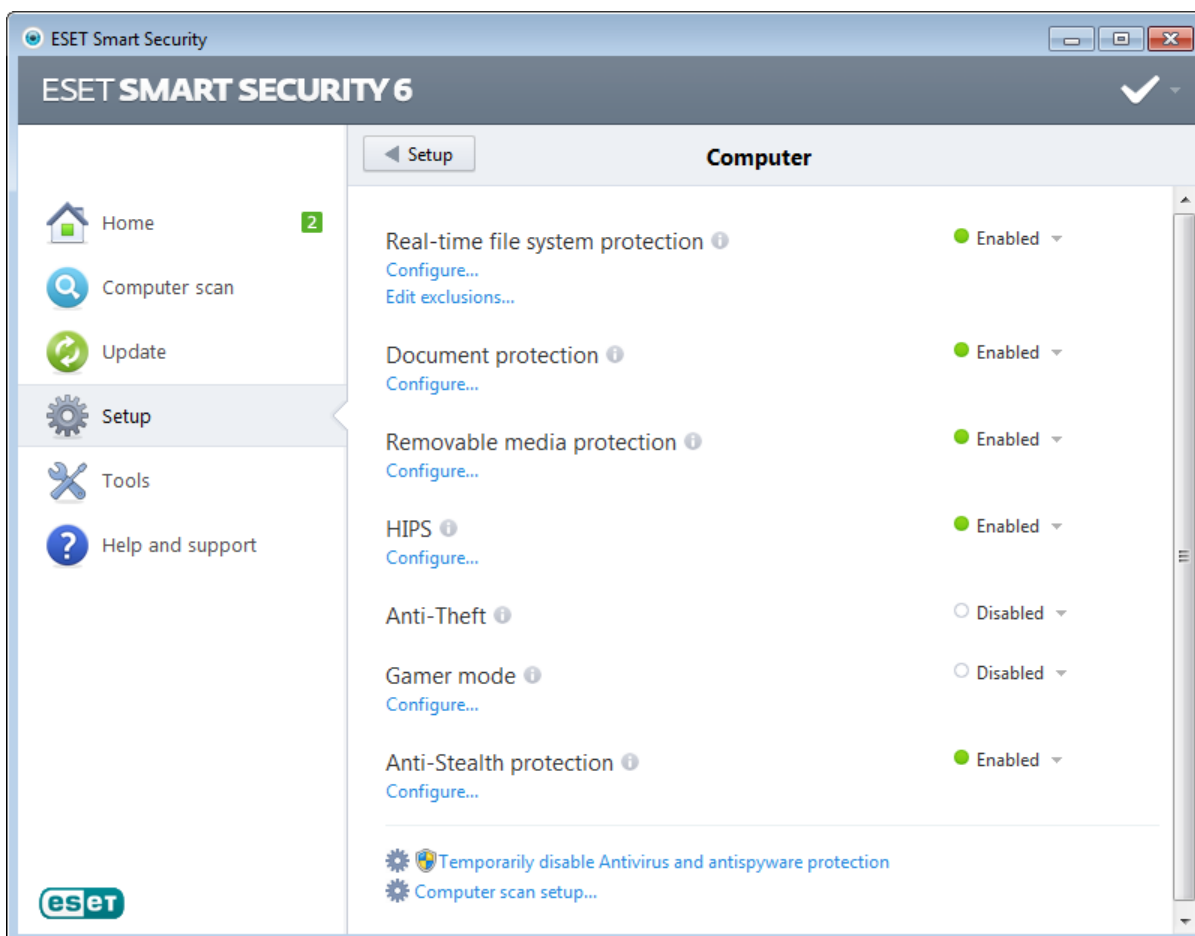 ESET Smart Security
ESET SMART SECURITY 6
Setup
Computer
Home 2
Computer scan
Update
Setup
Tools
Help and support
Real-time file system protection Enabled
Configure...
Edit exclusions...
Document protection Enabled
Configure...
Removable media protection Enabled
Configure...
HIPS Enabled
Configure...
Anti-Theft Disabled
Gamer mode Disabled
Configure...
Anti-Stealth protection Enabled
Configure...
Temporarily disable Antivirus and antispyware protection
Computer scan setup...
eset